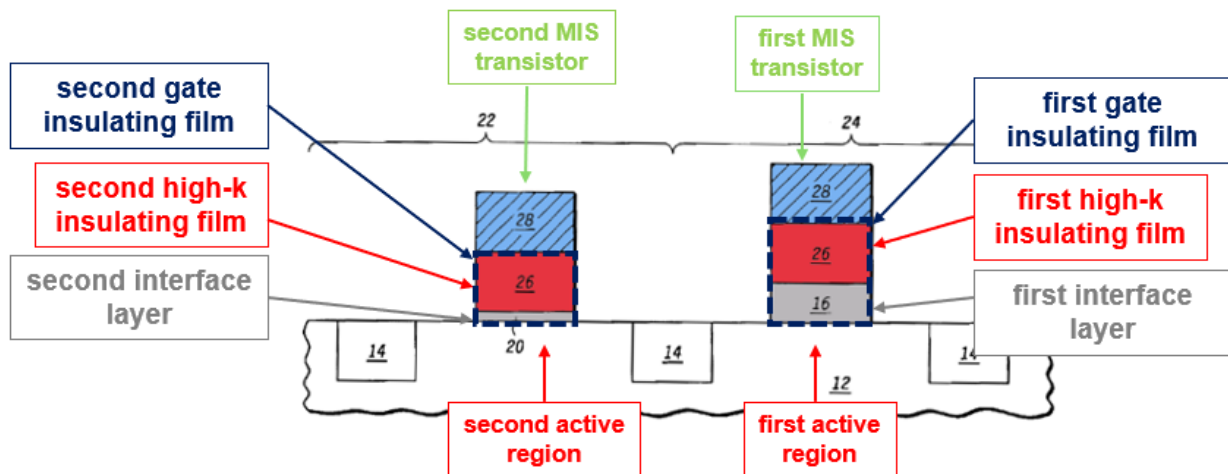 second MIS
transistor
first MIS
transistor
second gate
insulating film
first gate
insulating film
22
24
second high-k
insulating film
first high-k
insulating film
28
28
26
26
second interface
layer
first interface
layer
16
20
14
14
14
12
second active
region
first active
region